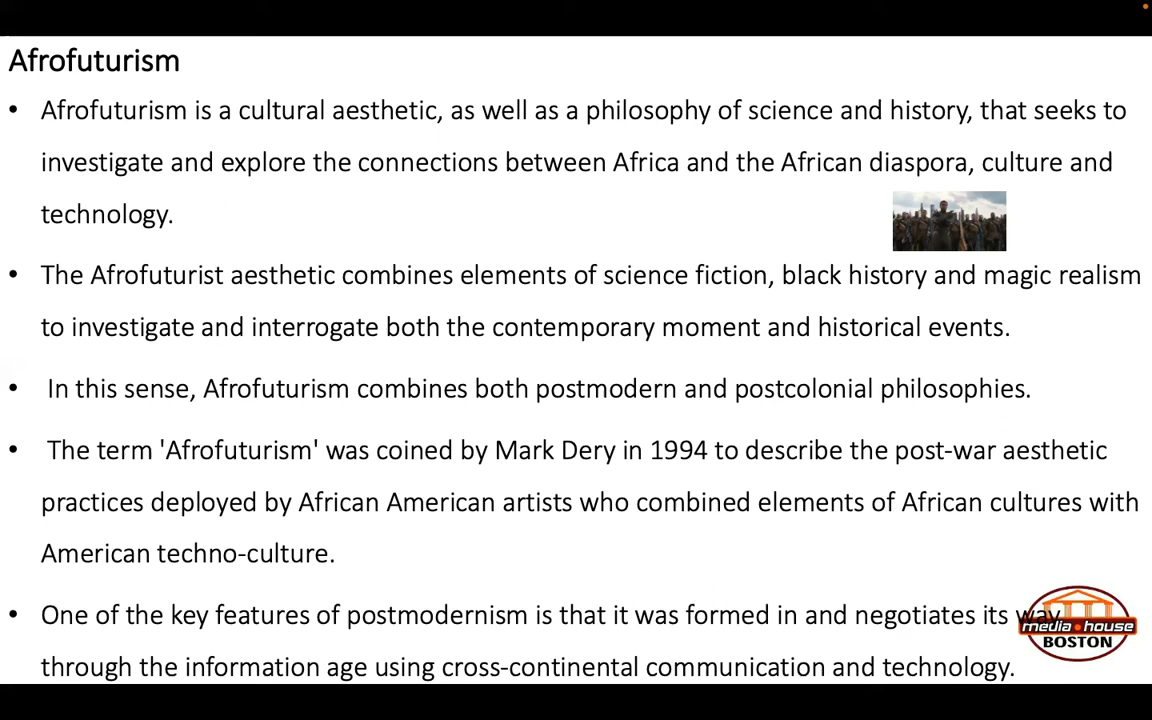 Afrofuturism
• Afrofuturism is a cultural aesthetic, as well as a philosophy of science and history, that seeks to
investigate and explore the connections between Africa and the African diaspora, culture and
technology.
• The Afrofuturist aesthetic combines elements of science fiction, black history and magic realism
to investigate and interrogate both the contemporary moment and historical events.
• In this sense, Afrofuturism combines both postmodern and postcolonial philosophies.
• The term 'Afrofuturism' was coined by Mark Dery in 1994 to describe the post-war aesthetic
practices deployed by African American artists who combined elements of African cultures with
American techno-culture.
• One of the key features of postmodernism is that it was formed in and negotiates its way
through the information age using cross-continental communication and technology.
media•house
BOSTON